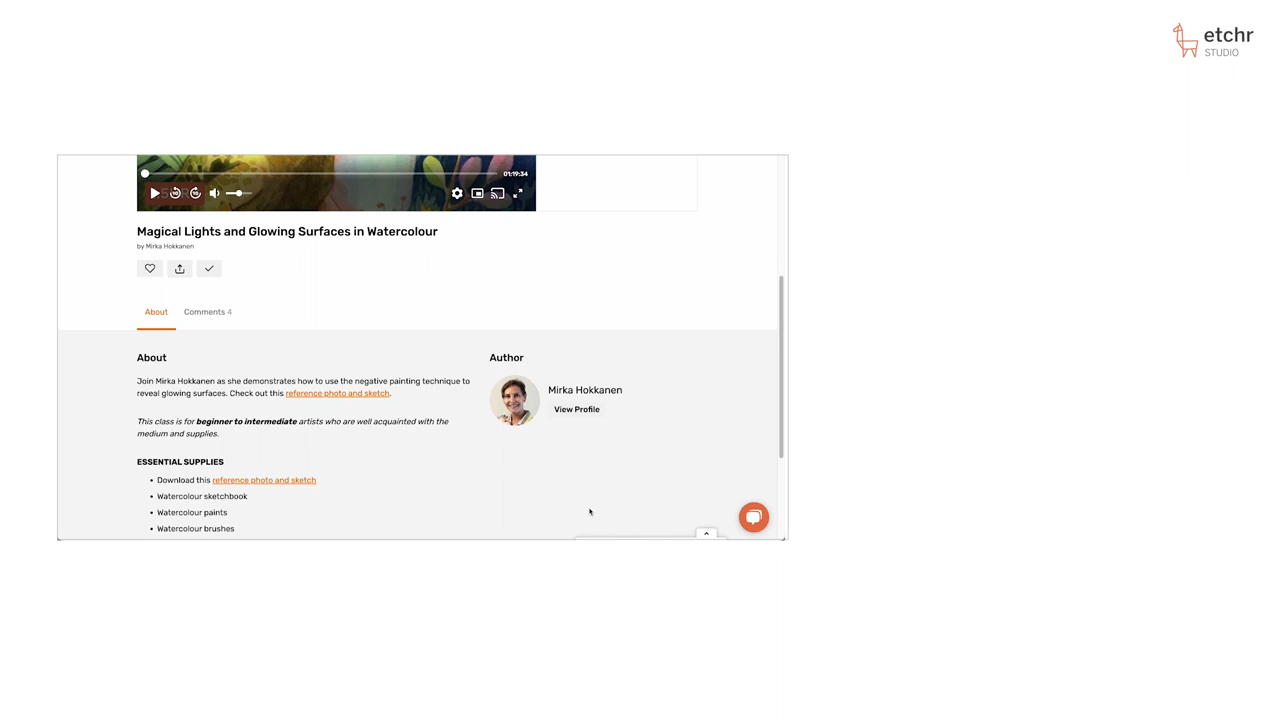 etchr
STUDIO
01:19:34
Magical Lights and Glowing Surfaces in Watercolour
by Mirka Hokkanen
About
Comments 4
About
Join Mirka Hokkanen as she demonstrates how to use the negative painting technique to
reveal glowing surfaces. Check out this reference photo and sketch.
This class is for beginner to intermediate artists who are well acquainted with the
medium and supplies.
ESSENTIAL SUPPLIES
• Download this reference photo and sketch
• Watercolour sketchbook
• Watercolour paints
• Watercolour brushes
Author
Mirka Hokkanen
View Profile